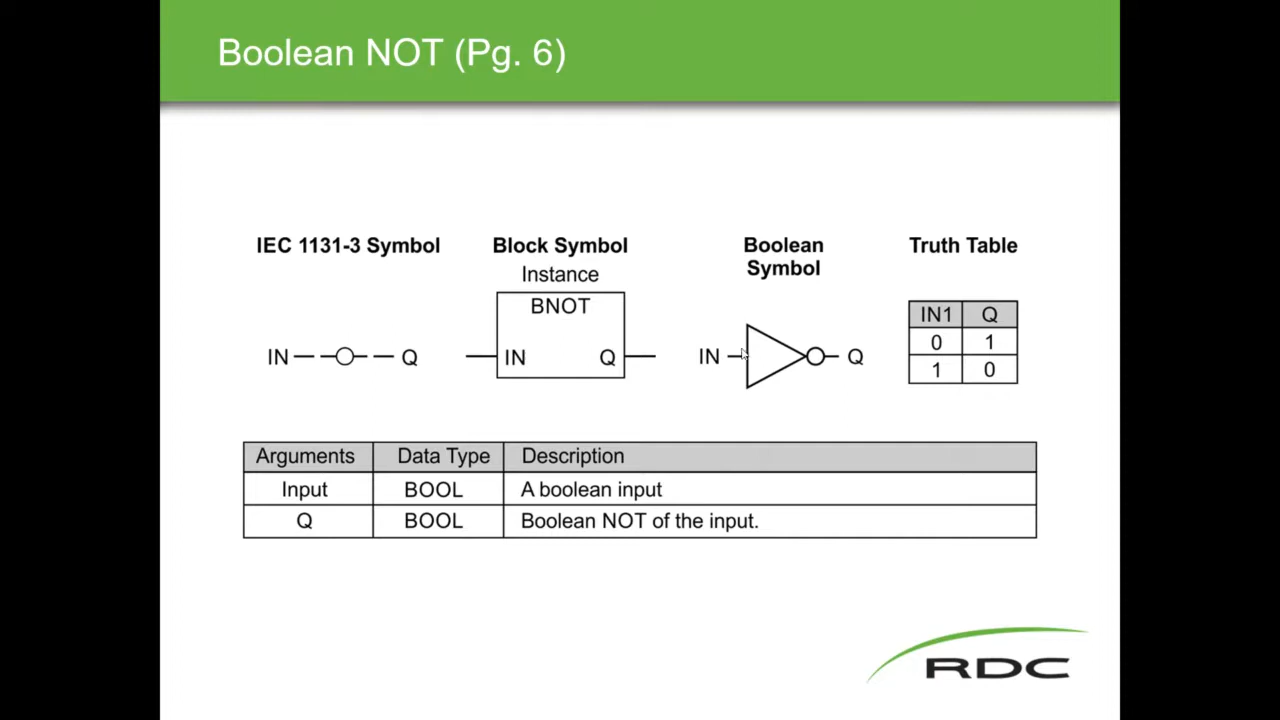 Boolean NOT (Pg. 6)
IEC 1131-3 Symbol
IN
Q
Block Symbol
Instance
BNOT
IN Q
Boolean
Symbol
IN
Q
Truth Table
IN1 Q
0 1
1 0
Arguments Data Type Description
Input BOOL A boolean input
Q BOOL Boolean NOT of the input.
RDC